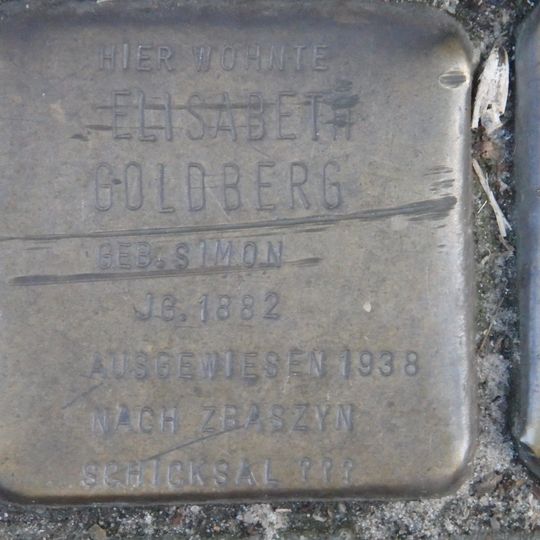 HIER WOHNTE
ELISABETH
GOLDBERG
GEB. SIMON
JG. 1882
AUSGEWIESEN 1938
NACH ZBASZYN
SCHICKSAL ???